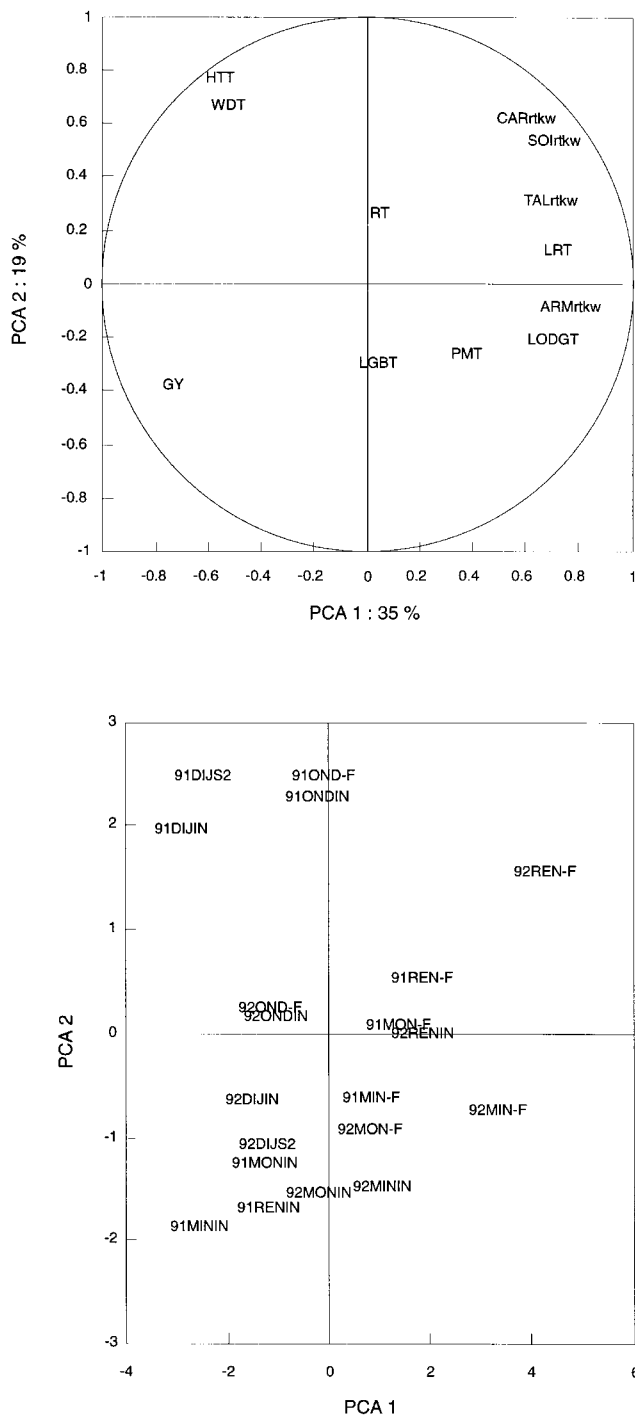 1
0.8
0.6
0.4
0.2
0
-0.2
-0.4
-0.6
-0.8
-1
PCA 2 : 19 %
HTT
WDT
CARrtkw
SOIrtkw
TALrtkw
RT
LRT
ARMrtkw
LODGT
PMT
LGBT
GY
-1 -0.8 -0.6 -0.4 -0.2 0 0.2 0.4 0.6 0.8 1
PCA 1 : 35 %
3
2
1
0
-1
-2
-3
PCA 2
91DIJS2 91OND-F
91ONDIN
91DIJIN
92REN-F
91REN-F
92OND-F
92ONDIN
91MON-F
92RENIN
92DIJIN 91MIN-F
92MIN-F
92MON-F
92DIJS2
91MONIN
92MONIN 92MININ
91RENIN
91MININ
-4 -2 0 2 4 6
PCA 1